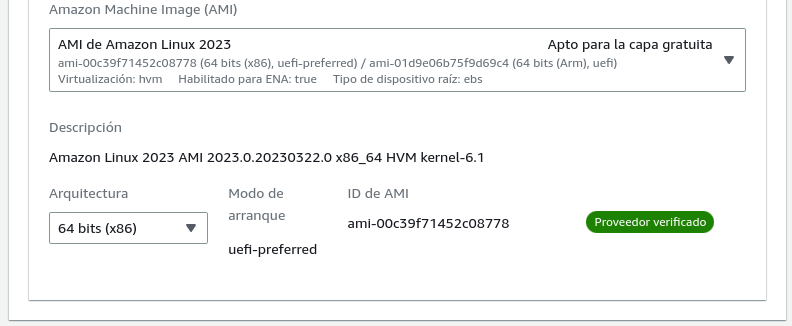 Amazon Machine Image (AMI)
AMI de Amazon Linux 2023
Apto para la capa gratuita
ami-00c39f71452c08778 (64 bits (x86), uefi-preferred) / ami-01d9e06b75f9d69c4 (64 bits (Arm), uefi)
Virtualización: hvm Habilitado para ENA: true Tipo de dispositivo raíz: ebs
Descripción
Amazon Linux 2023 AMI 2023.0.20230322.0 x86_64 HVM kernel-6.1
Arquitectura
64 bits (x86)
Modo de
arranque
uefi-preferred
ID de AMI
ami-00c39f71452c08778
Proveedor verificado